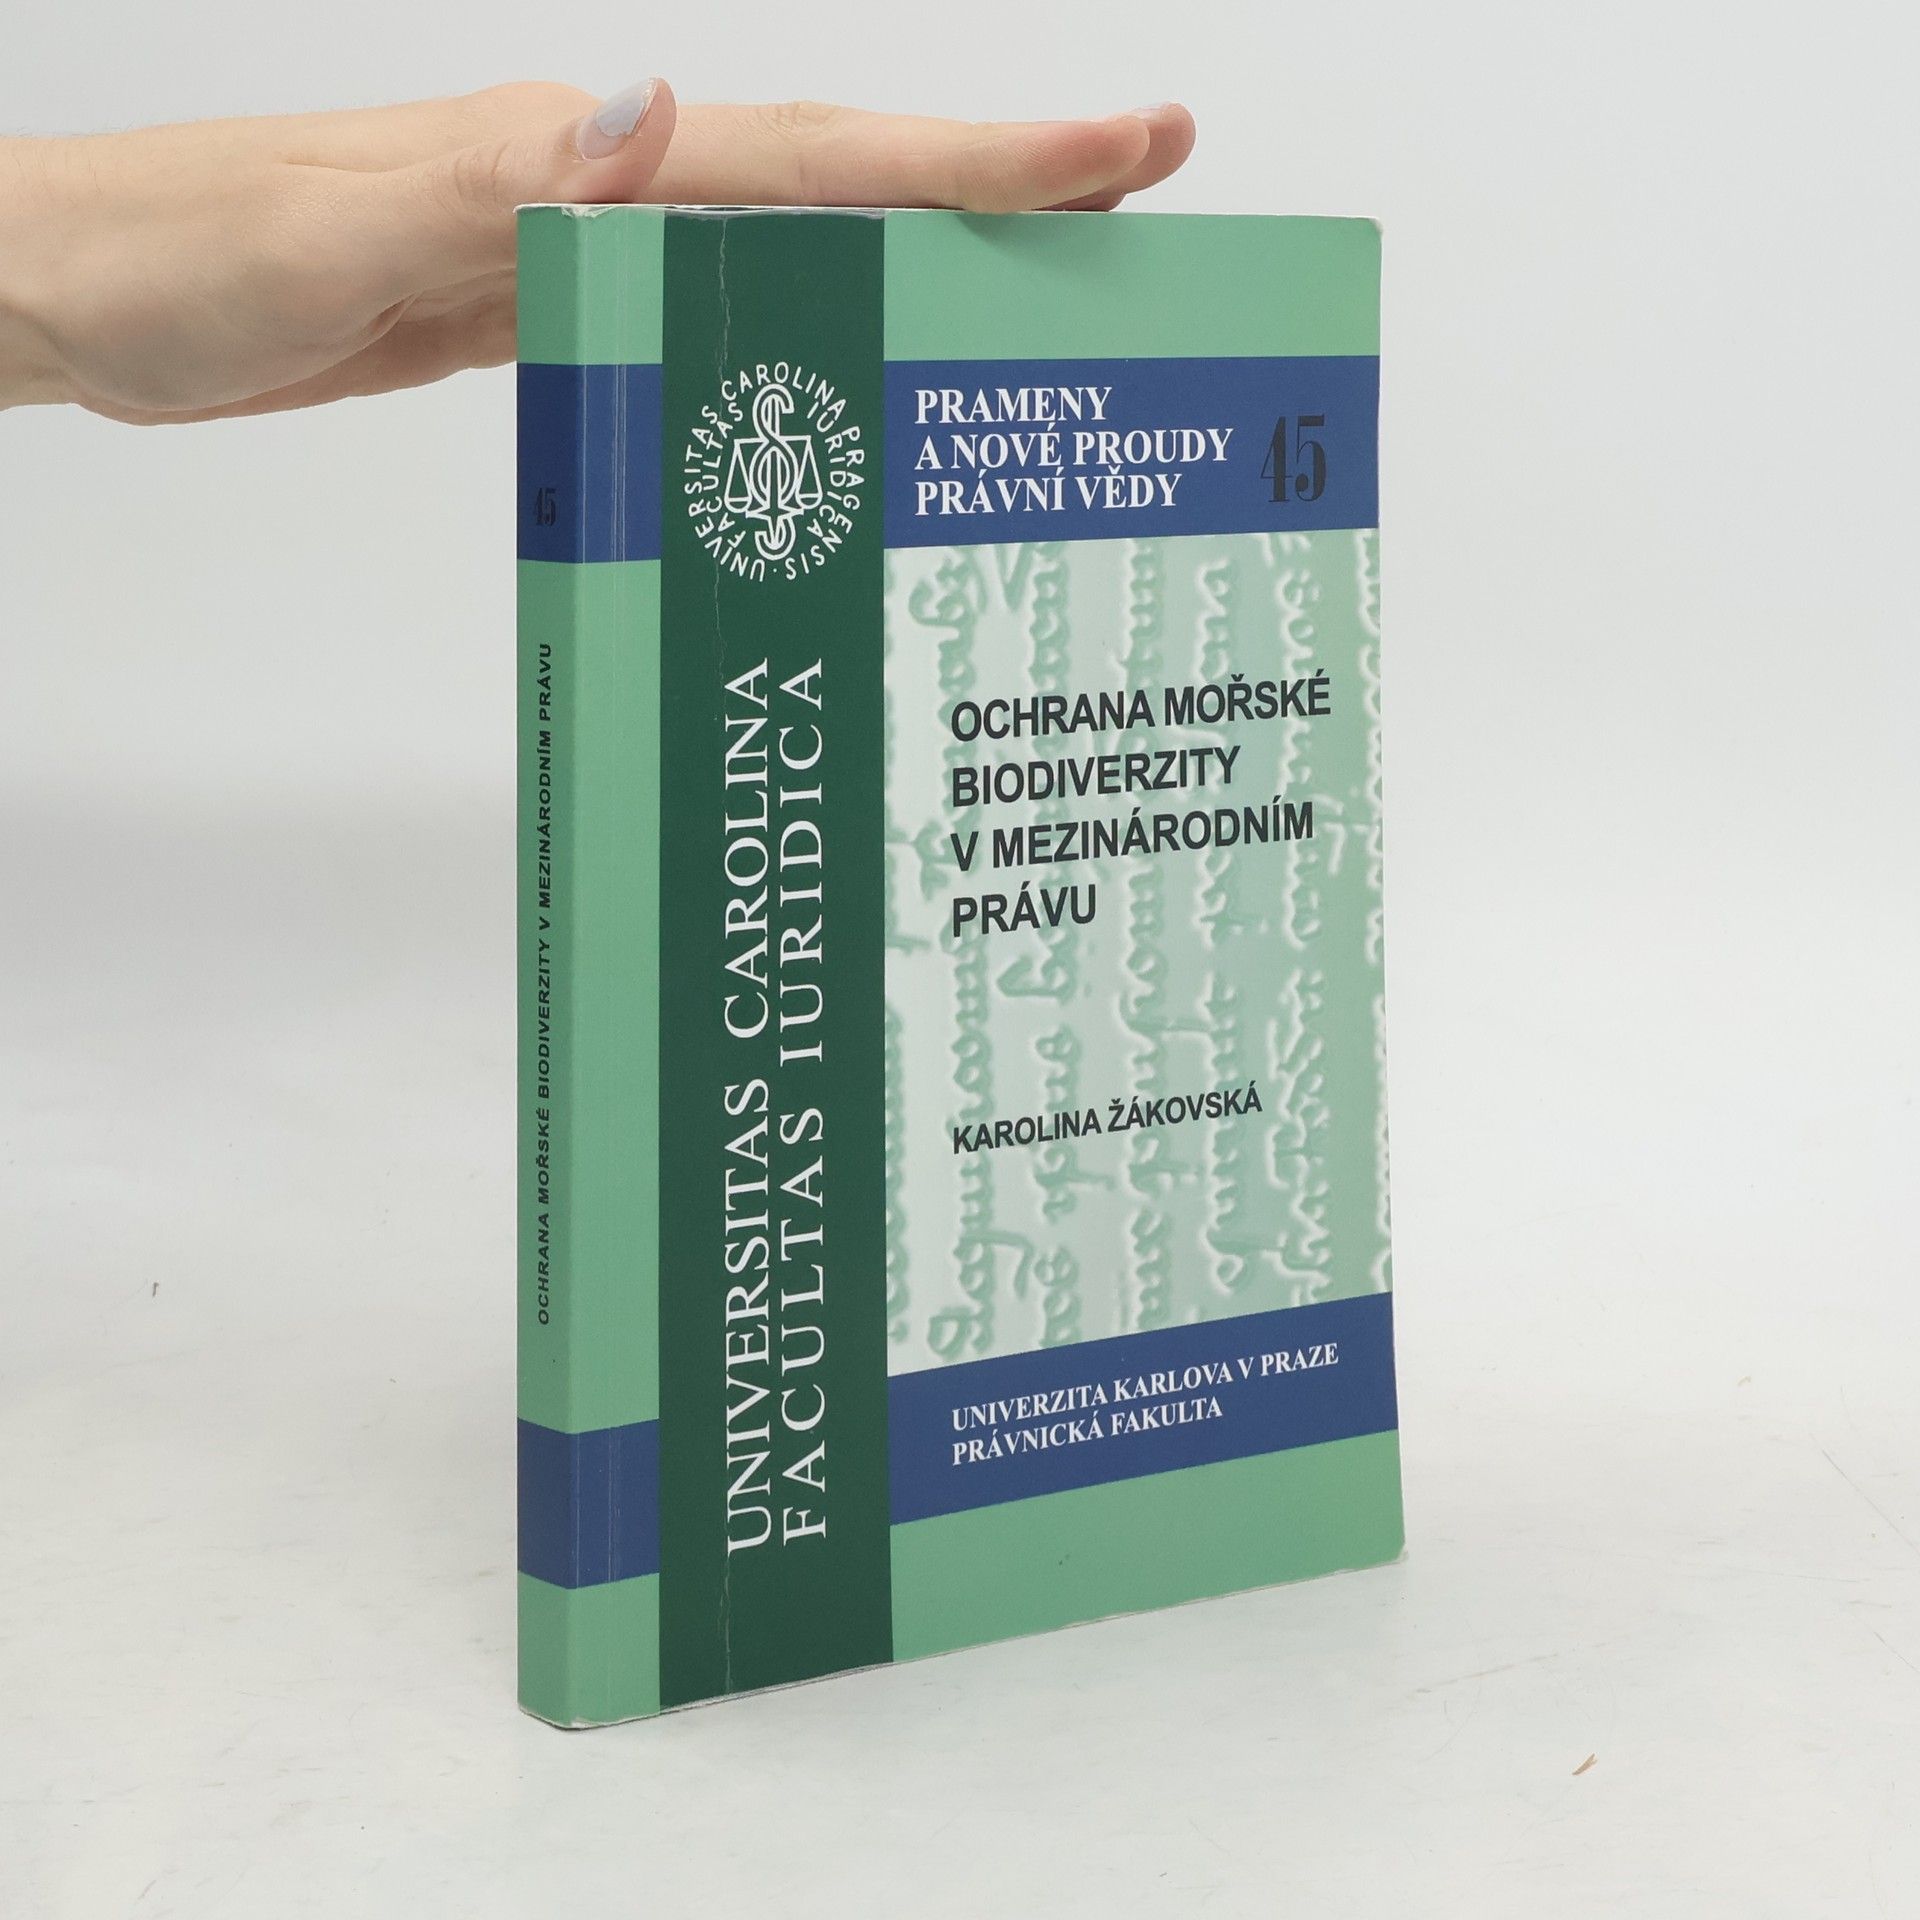 45
OCHRANA MOŘSKÉ BIODIVERZITY V MEZINÁRODNÍM PRÁVU
UNIVERSITAS CAROLINA PRAGENSIS
FACULTAS IURIDICA
UNIVERSITAS CAROLINA
FACULTAS IURIDICA
PRAMENY
A NOVÉ PROUDY
PRÁVNÍ VĚDY
45
OCHRANA MOŘSKÉ
BIODIVERZITY
V MEZINÁRODNÍM
PRÁVU
KAROLINA ŽÁKOVSKÁ
UNIVERZITA KARLOVA V PRAZE
PRÁVNICKÁ FAKULTA